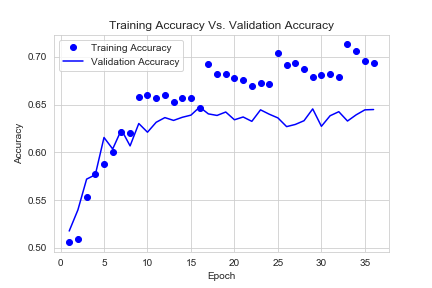 Training Accuracy Vs. Validation Accuracy
Training Accuracy
Validation Accuracy
Accuracy
0.70
0.65
0.60
0.55
0.50
0 5 10 15 20 25 30 35
Epoch